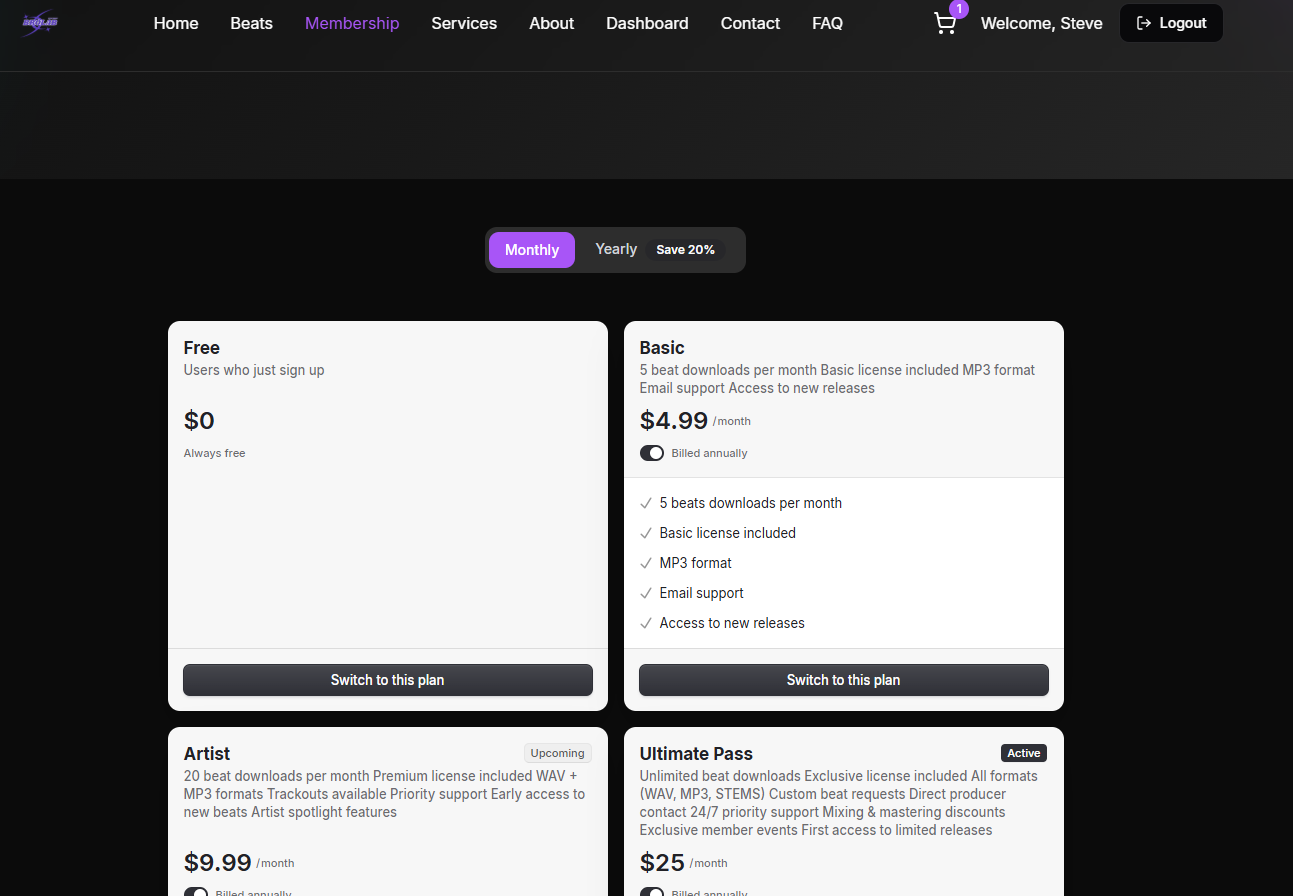 Home Beats Membership Services About Dashboard Contact FAQ 1 Welcome, Steve Logout
Monthly Yearly Save 20%
Free
Users who just sign up
$0
Always free
Switch to this plan
Basic
5 beat downloads per month Basic license included MP3 format
Email support Access to new releases
$4.99 /month
Billed annually
5 beats downloads per month
Basic license included
MP3 format
Email support
Access to new releases
Switch to this plan
Artist Upcoming
20 beat downloads per month Premium license included WAV +
MP3 formats Trackouts available Priority support Early access to
new beats Artist spotlight features
$9.99 /month
Billed annually
Ultimate Pass Active
Unlimited beat downloads Exclusive license included All formats
(WAV, MP3, STEMS) Custom beat requests Direct producer
contact 24/7 priority support Mixing & mastering discounts
Exclusive member events First access to limited releases
$25 /month
Billed annually